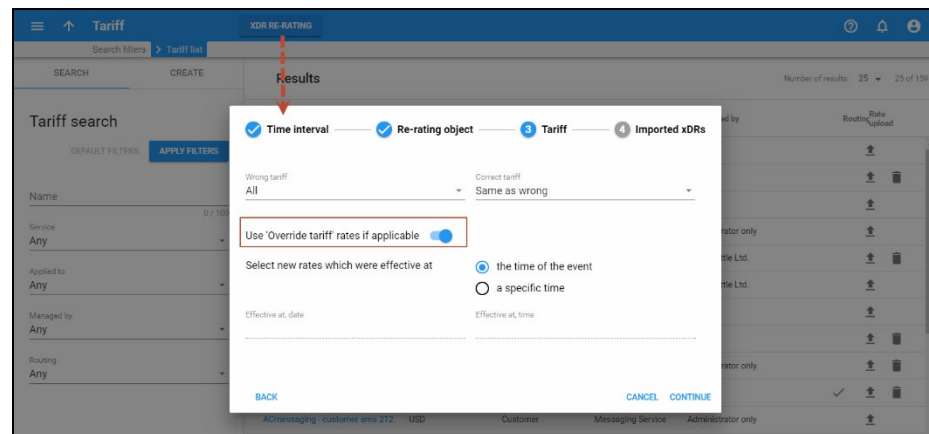 Tariff
XDR RE-RATING
Search filters
Tariff list
SEARCH
CREATE
Results
Number of results: 25
25 of 159
Tariff search
DEFAULT FILTERS
APPLY FILTERS
Name
0 / 100
Service
Any
Applied to
Any
Managed by
Any
Routing
Any
Time interval
Re-rating object
3 Tariff
4 Imported xDRs
Wrong tariff
All
Correct tariff
Same as wrong
Use 'Override tariff' rates if applicable
Select new rates which were effective at
the time of the event
a specific time
Effective at, date
Effective at, time
BACK
CANCEL
CONTINUE
ed by
Routing
Rate upload
rator only
ttle Ltd.
ttle Ltd.
rator only
ACmessaging - customer sms 212 USD Customer Messaging Service Administrator only